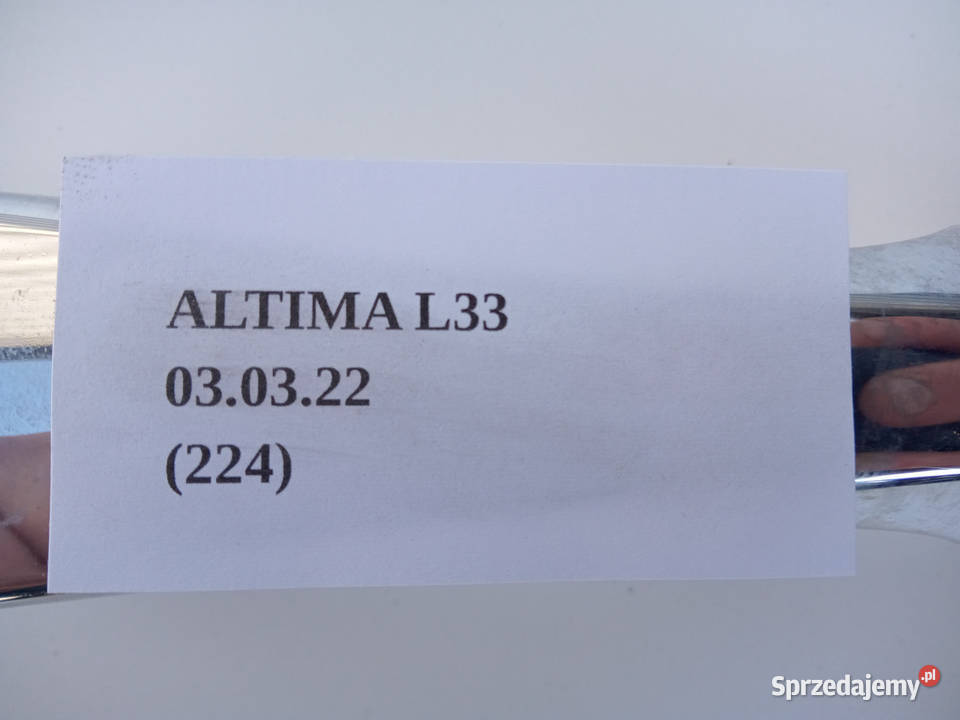 ALTIMA L33
03.03.22
(224)
Sprzedajemy.pl